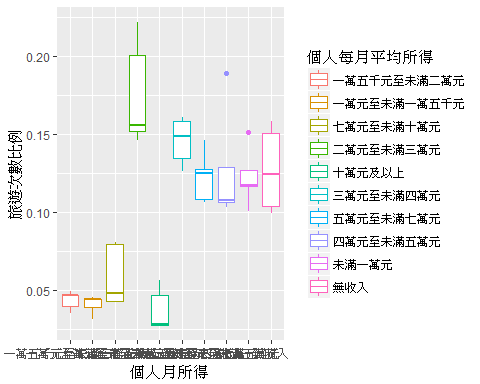 個人每月平均所得
一萬五千元至未滿二萬元
一萬元至未滿一萬五千元
七萬元至未滿十萬元
二萬元至未滿三萬元
十萬元及以上
三萬元至未滿四萬元
五萬元至未滿七萬元
四萬元至未滿五萬元
未滿一萬元
無收入
旅遊次數比例
0.20
0.15
0.10
0.05
個人月所得